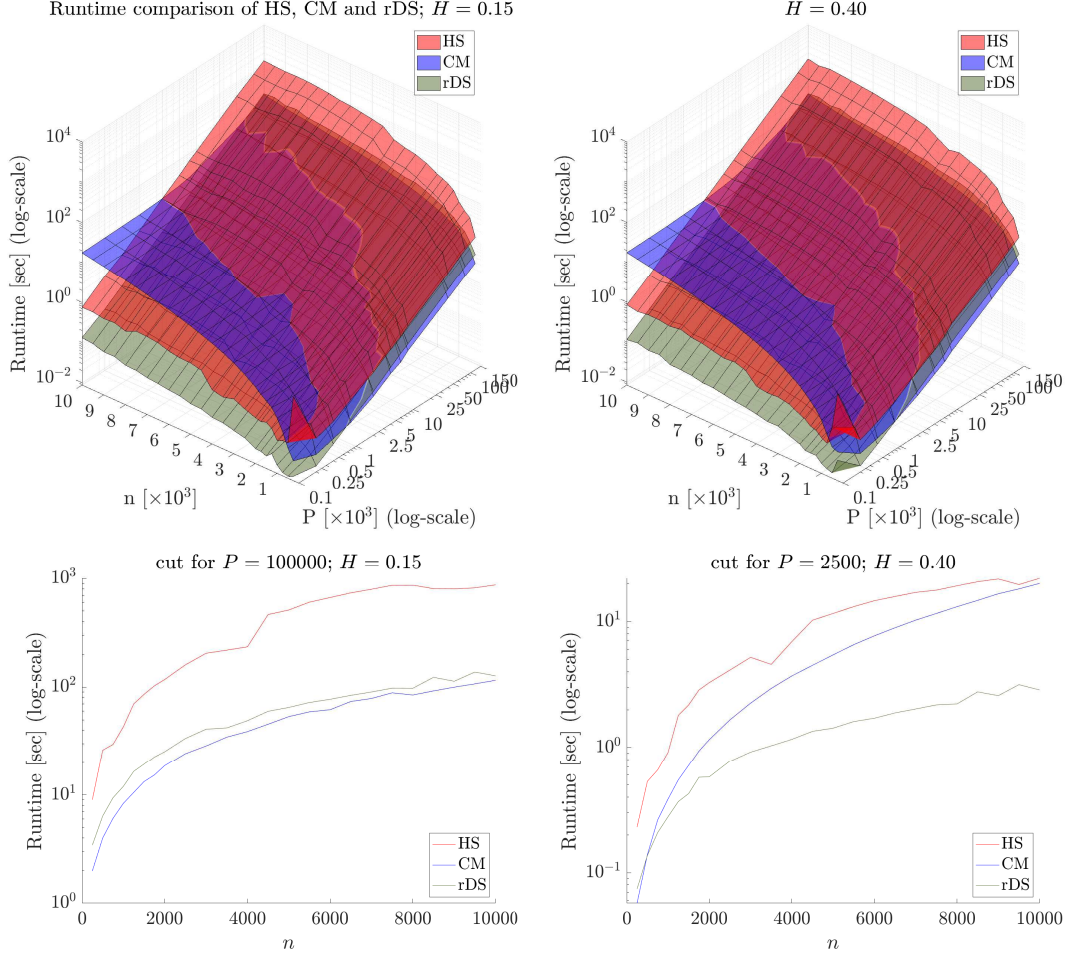 Runtime comparison of HS, CM and rDS; H = 0.15
HS
CM
rDS
Runtime [sec] (log-scale)
10^4
10^2
10^0
10^-2
10
9
8
7
6
5
4
3
2
1
n [×10^3]
0.1
0.25
0.5
1
2.5
10
25
50
100
150
P [×10^3] (log-scale)
H = 0.40
HS
CM
rDS
Runtime [sec] (log-scale)
10^4
10^2
10^0
10^-2
10
9
8
7
6
5
4
3
2
1
n [×10^3]
0.1
0.25
0.5
1
2.5
10
25
50
100
150
P [×10^3] (log-scale)
cut for P = 100000; H = 0.15
Runtime [sec] (log-scale)
10^3
10^2
10^1
10^0
0 2000 4000 6000 8000 10000
n
HS
CM
rDS
cut for P = 2500; H = 0.40
Runtime [sec] (log-scale)
10^1
10^0
10^-1
0 2000 4000 6000 8000 10000
n
HS
CM
rDS